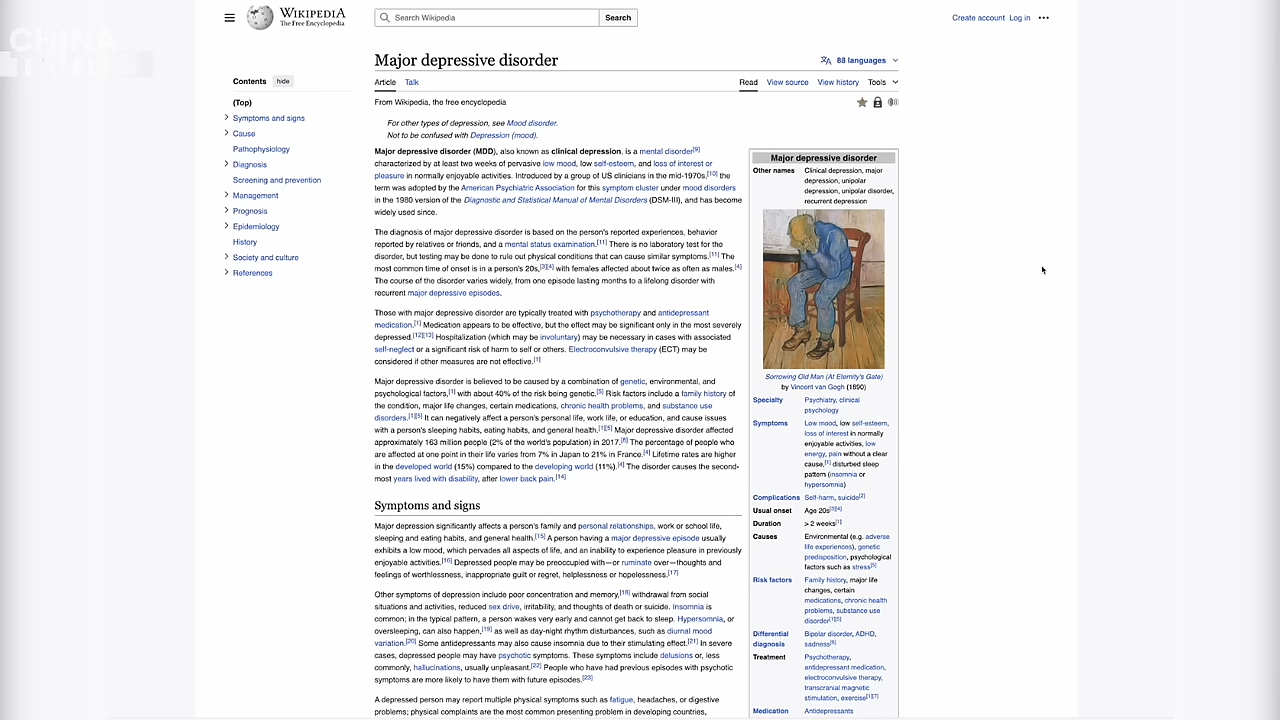 CHINA
WIKIPEDIA
The Free Encyclopedia
Search Wikipedia
Search
Create account Log in
Contents hide
(Top)
Symptoms and signs
Cause
Pathophysiology
Diagnosis
Screening and prevention
Management
Prognosis
Epidemiology
History
Society and culture
References
Major depressive disorder
88 languages
Article Talk
Read View source View history Tools
From Wikipedia, the free encyclopedia
For other types of depression, see Mood disorder.
Not to be confused with Depression (mood).
Major depressive disorder (MDD), also known as clinical depression, is a mental disorder[9]
characterized by at least two weeks of pervasive low mood, low self-esteem, and loss of interest or
pleasure in normally enjoyable activities. Introduced by a group of US clinicians in the mid-1970s,[10] the
term was adopted by the American Psychiatric Association for this symptom cluster under mood disorders
in the 1980 version of the Diagnostic and Statistical Manual of Mental Disorders (DSM-III), and has become
widely used since.
The diagnosis of major depressive disorder is based on the person's reported experiences, behavior
reported by relatives or friends, and a mental status examination.[11] There is no laboratory test for the
disorder, but testing may be done to rule out physical conditions that can cause similar symptoms.[11] The
most common time of onset is in a person's 20s,[3][4] with females affected about twice as often as males.[4]
The course of the disorder varies widely, from one episode lasting months to a lifelong disorder with
recurrent major depressive episodes.
Those with major depressive disorder are typically treated with psychotherapy and antidepressant
medication.[1] Medication appears to be effective, but the effect may be significant only in the most severely
depressed.[12][13] Hospitalization (which may be involuntary) may be necessary in cases with associated
self-neglect or a significant risk of harm to self or others. Electroconvulsive therapy (ECT) may be
considered if other measures are not effective.[1]
Major depressive disorder is believed to be caused by a combination of genetic, environmental, and
psychological factors,[1] with about 40% of the risk being genetic.[5] Risk factors include a family history of
the condition, major life changes, certain medications, chronic health problems, and substance use
disorders.[1][5] It can negatively affect a person's personal life, work life, or education, and cause issues
with a person's sleeping habits, eating habits, and general health.[1][5] Major depressive disorder affected
approximately 163 million people (2% of the world's population) in 2017.[8] The percentage of people who
are affected at one point in their life varies from 7% in Japan to 21% in France.[4] Lifetime rates are higher
in the developed world (15%) compared to the developing world (11%).[4] The disorder causes the second-
most years lived with disability, after lower back pain.[14]
Symptoms and signs
Major depression significantly affects a person's family and personal relationships, work or school life,
sleeping and eating habits, and general health.[15] A person having a major depressive episode usually
exhibits a low mood, which pervades all aspects of life, and an inability to experience pleasure in previously
enjoyable activities.[16] Depressed people may be preoccupied with—or ruminate over—thoughts and
feelings of worthlessness, inappropriate guilt or regret, helplessness or hopelessness.[17]
Other symptoms of depression include poor concentration and memory,[18] withdrawal from social
situations and activities, reduced sex drive, irritability, and thoughts of death or suicide. Insomnia is
common; in the typical pattern, a person wakes very early and cannot get back to sleep. Hypersomnia, or
oversleeping, can also happen,[19] as well as day-night rhythm disturbances, such as diurnal mood
variation.[20] Some antidepressants may also cause insomnia due to their stimulating effect.[21] In severe
cases, depressed people may have psychotic symptoms. These symptoms include delusions or, less
commonly, hallucinations, usually unpleasant.[22] People who have had previous episodes with psychotic
symptoms are more likely to have them with future episodes.[23]
A depressed person may report multiple physical symptoms such as fatigue, headaches, or digestive
problems; physical complaints are the most common presenting problem in developing countries,
Major depressive disorder
Other names Clinical depression, major
depression, unipolar
depression, unipolar disorder,
recurrent depression
Sorrowing Old Man (At Eternity's Gate)
by Vincent van Gogh (1890)
Specialty Psychiatry, clinical
psychology
Symptoms Low mood, low self-esteem,
loss of interest in normally
enjoyable activities, low
energy, pain without a clear
cause,[1] disturbed sleep
pattern (insomnia or
hypersomnia)
Complications Self-harm, suicide[2]
Usual onset Age 20s[3][4]
Duration > 2 weeks[1]
Causes Environmental (e.g. adverse
life experiences), genetic
predisposition, psychological
factors such as stress[5]
Risk factors Family history, major life
changes, certain
medications, chronic health
problems, substance use
disorder[1][5]
Differential Bipolar disorder, ADHD,
diagnosis sadness[6]
Treatment Psychotherapy,
antidepressant medication,
electroconvulsive therapy,
transcranial magnetic
stimulation, exercise[1][7]
Medication Antidepressants